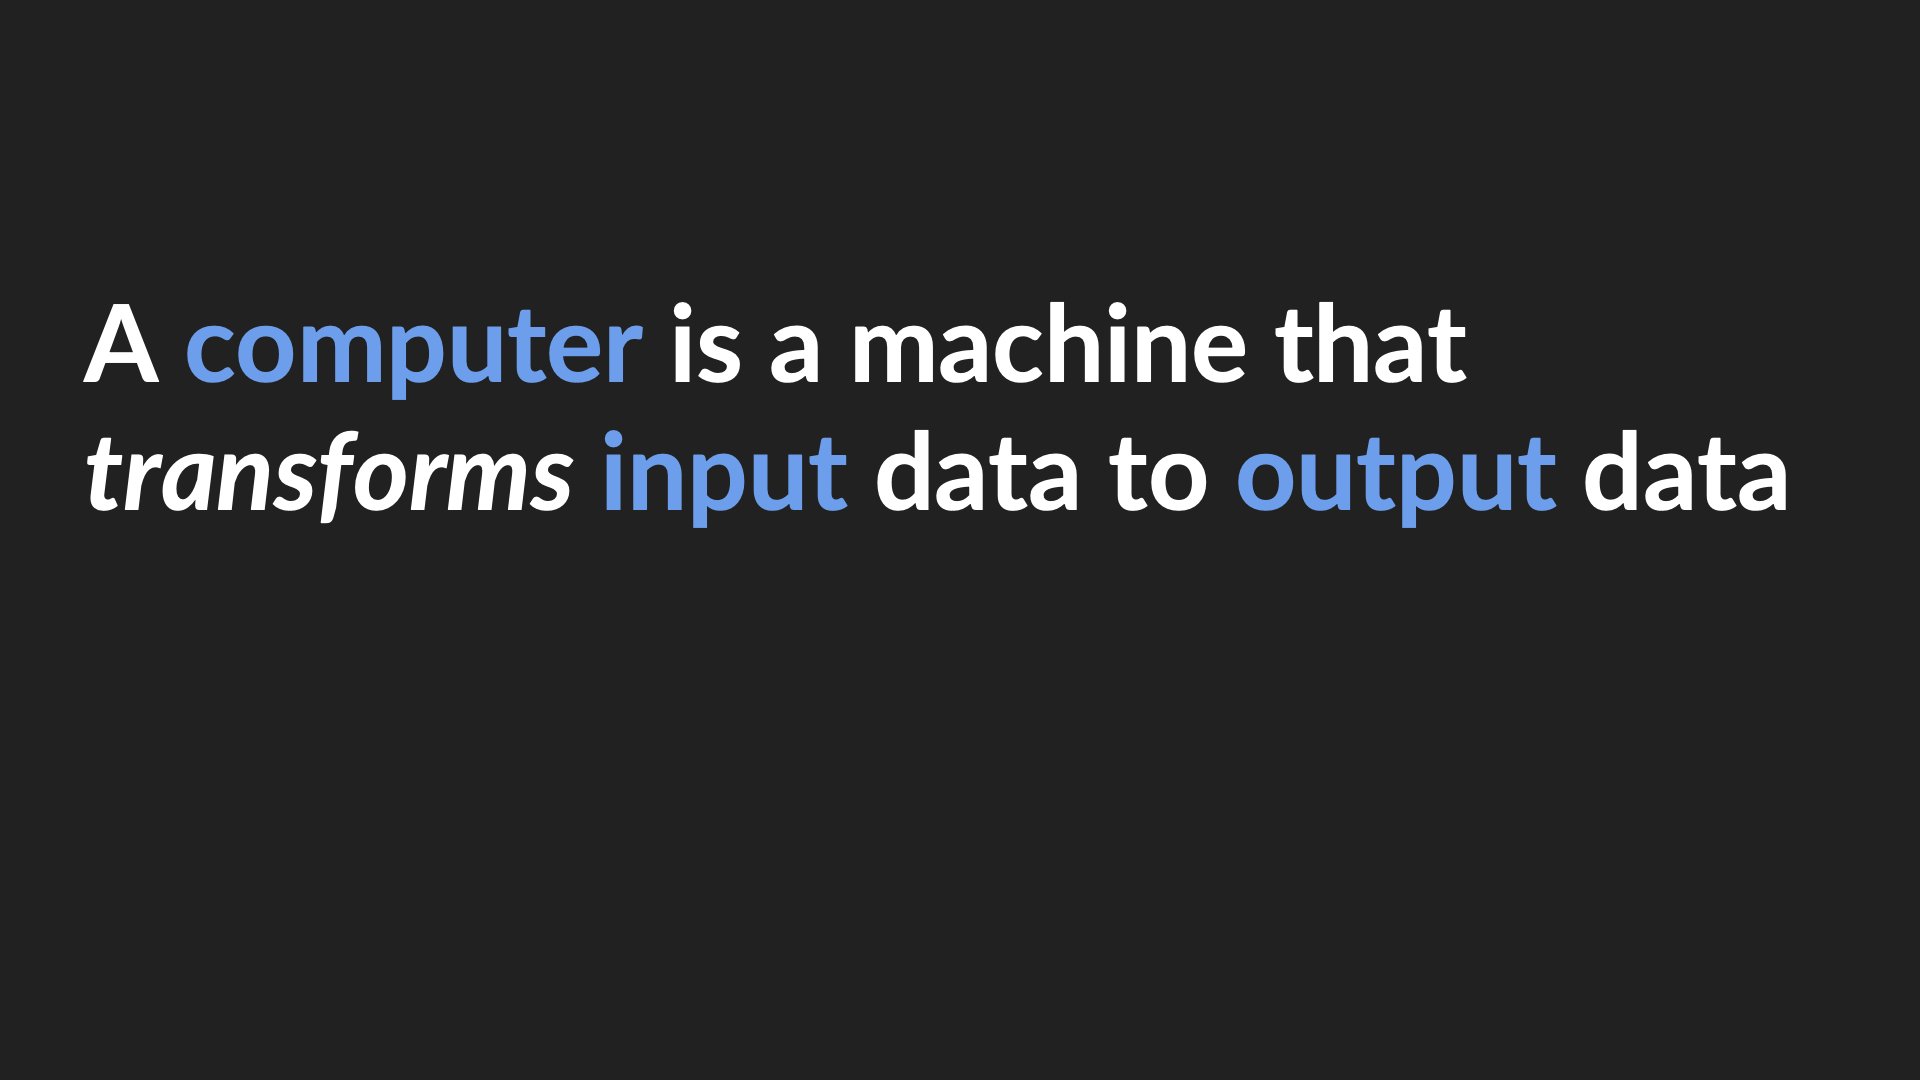 A computer is a machine that
transforms input data to output data